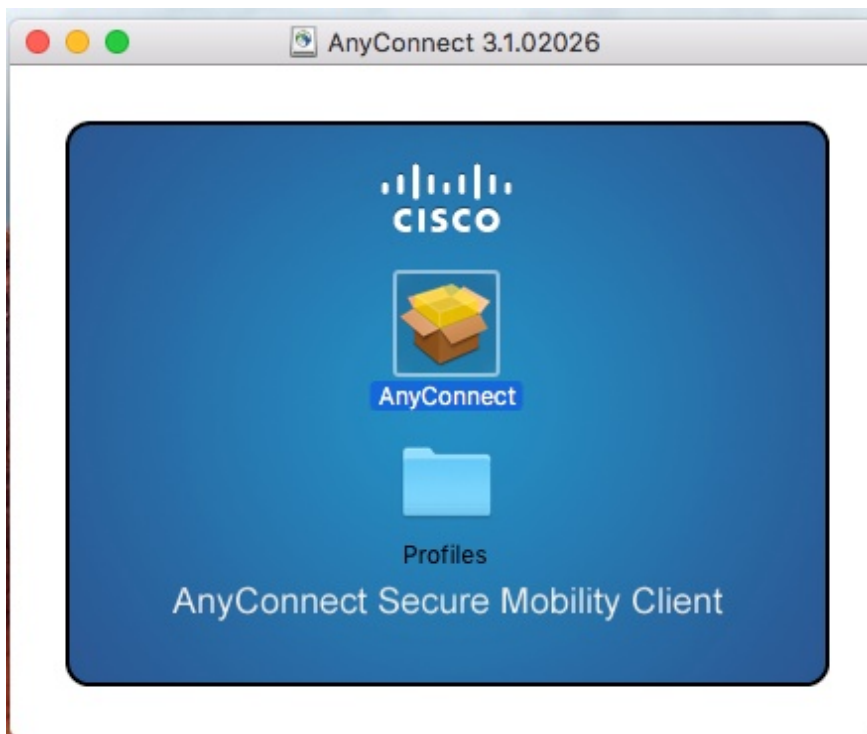 AnyConnect 3.1.02026
CISCO
AnyConnect
Profiles
AnyConnect Secure Mobility Client